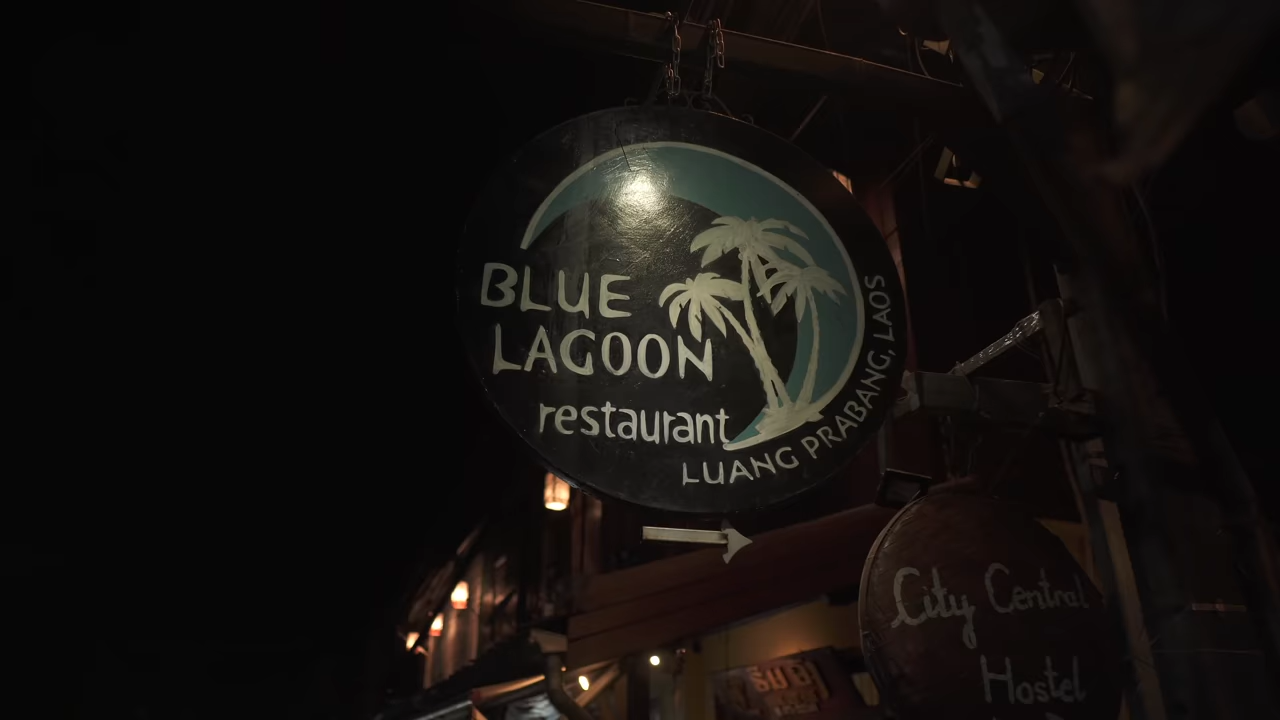 BLUE
LAGOON
restaurant
LUANG PRABANG, LAOS
City Central
Hostel